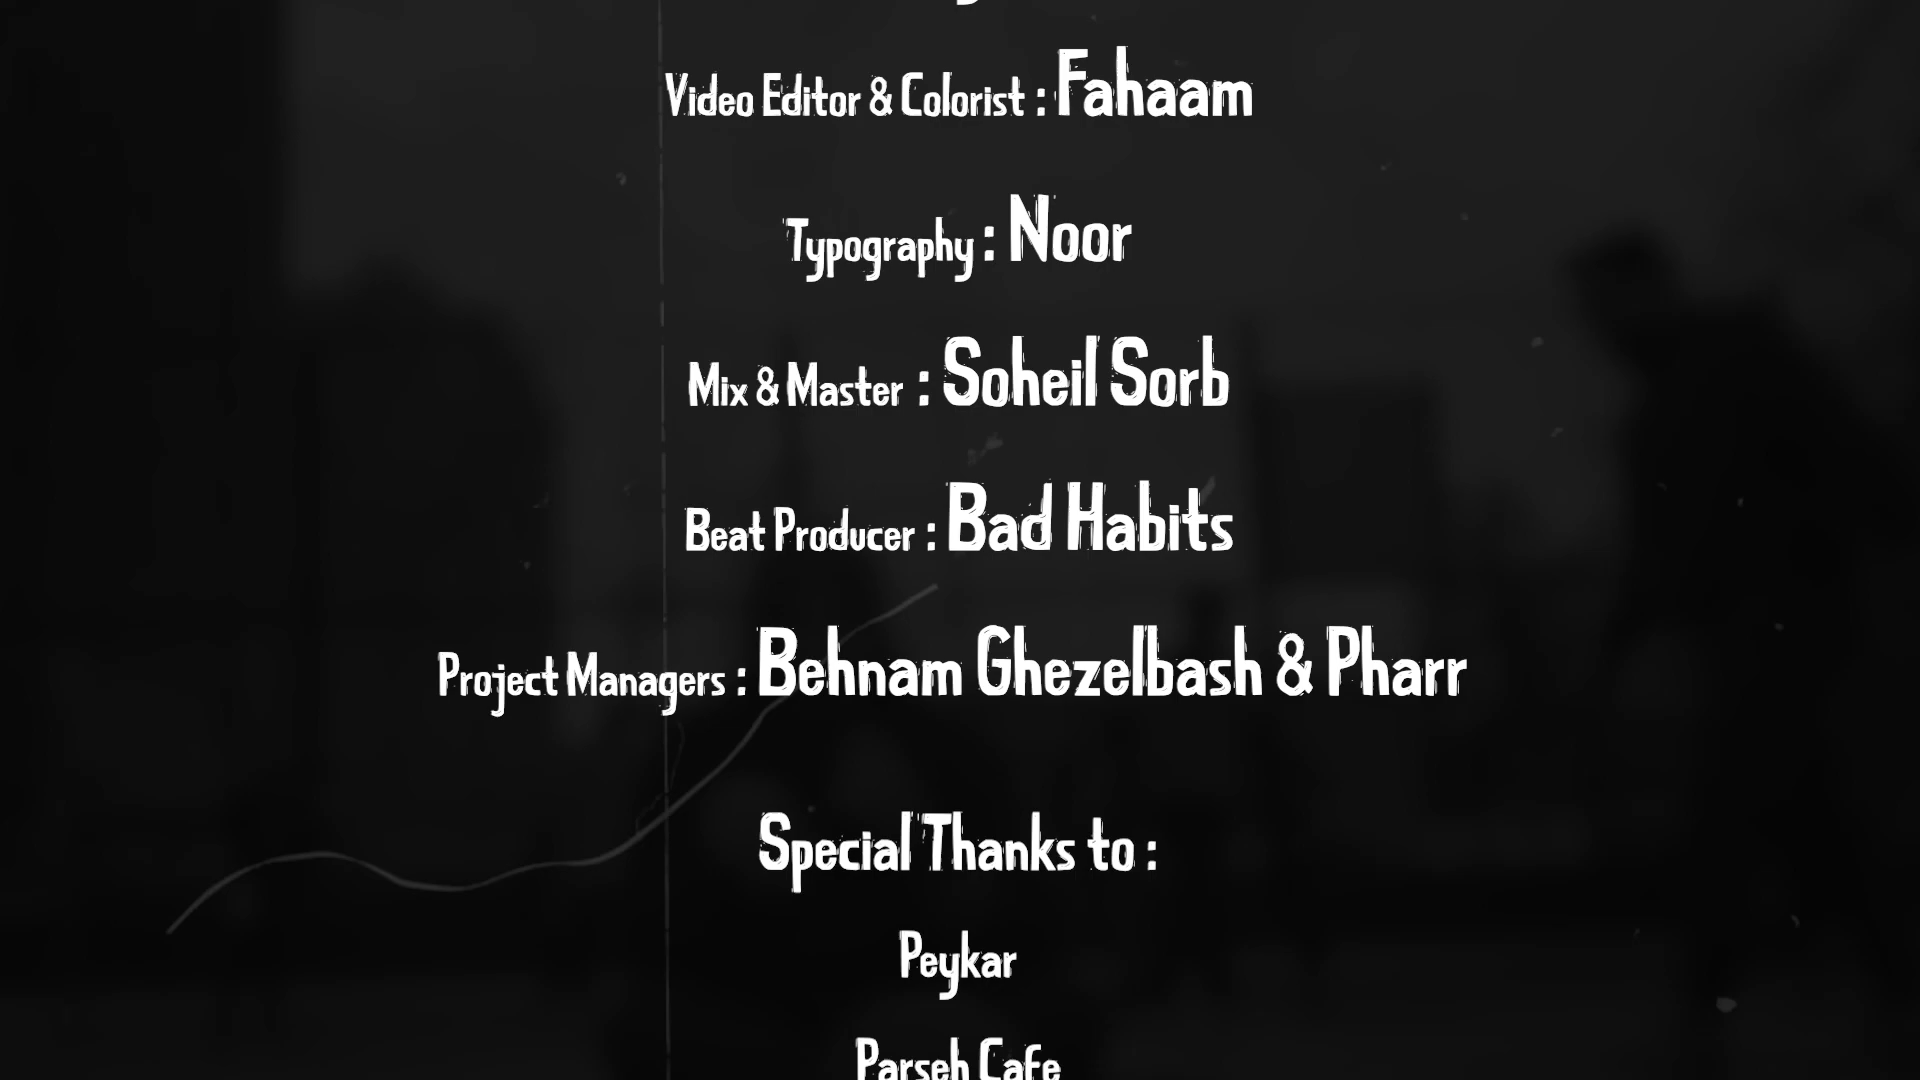 Video Editor & Colorist : Fahaam
Typography : Noor
Mix & Master : Soheil Sorb
Beat Producer : Bad Habits
Project Managers : Behnam Ghezelbash & Pharr
Special Thanks to :
Peykar
Parseh Cafe